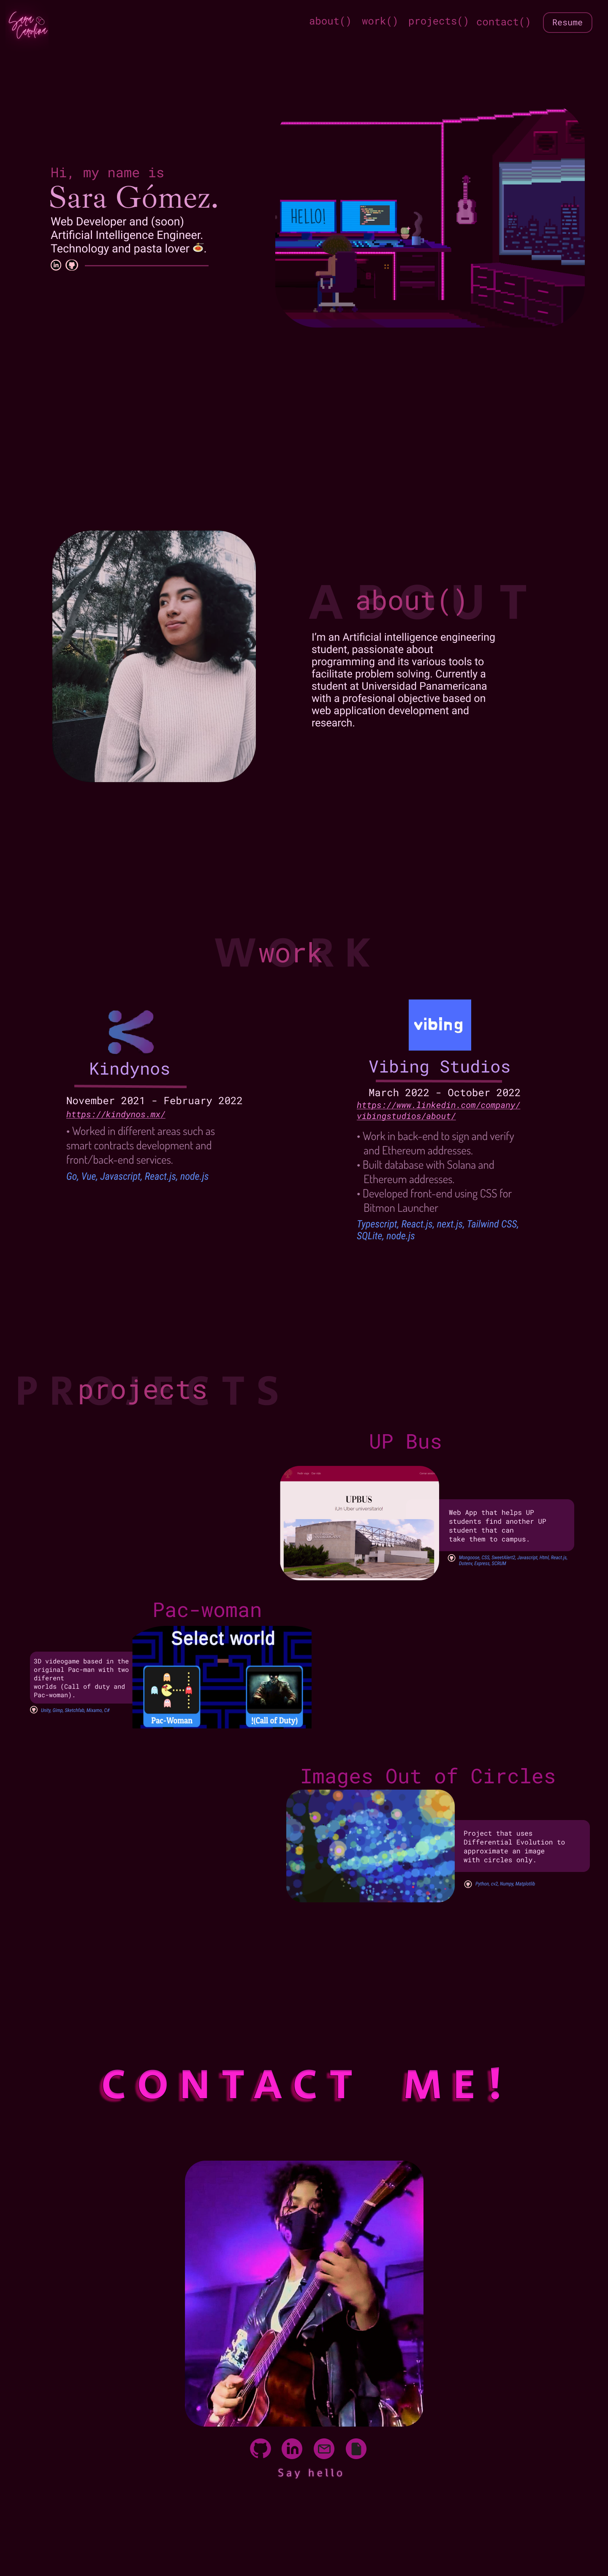 Sara
Carolina
about() work() projects() contact() Resume
Hi, my name is
Sara Gómez.
Web Developer and (soon)
Artificial Intelligence Engineer.
Technology and pasta lover 🍝.
HELLO!
ABOUT
about()
I'm an Artificial intelligence engineering
student, passionate about
programming and its various tools to
facilitate problem solving. Currently a
student at Universidad Panamericana
with a profesional objective based on
web application development and
research.
WORK
work
Kindynos
November 2021 - February 2022
https://kindynos.mx/
• Worked in different areas such as
smart contracts development and
front/back-end services.
Go, Vue, Javascript, React.js, node.js
vibing
Vibing Studios
March 2022 - October 2022
https://www.linkedin.com/company/
vibingstudios/about/
• Work in back-end to sign and verify
and Ethereum addresses.
• Built database with Solana and
Ethereum addresses.
• Developed front-end using CSS for
Bitmon Launcher
Typescript, React.js, next.js, Tailwind CSS,
SQLite, node.js
PROJECTS
projects
UP Bus
UPBUS
¡Un Uber universitario!
Web App that helps UP
students find another UP
student that can
take them to campus.
Mongoose, CSS, SweetAlert2, Javascript, Html, React.js,
Dotenv, Express, SCRUM
Pac-woman
Select world
Pac-Woman
!(Call of Duty)
3D videogame based in the
original Pac-man with two
diferent
worlds (Call of duty and
Pac-woman).
Unity, Gimp, Sketchfab, Mixamo, C#
Images Out of Circles
Project that uses
Differential Evolution to
approximate an image
with circles only.
Python, cv2, Numpy, Matplotlib
CONTACT ME!
Say hello